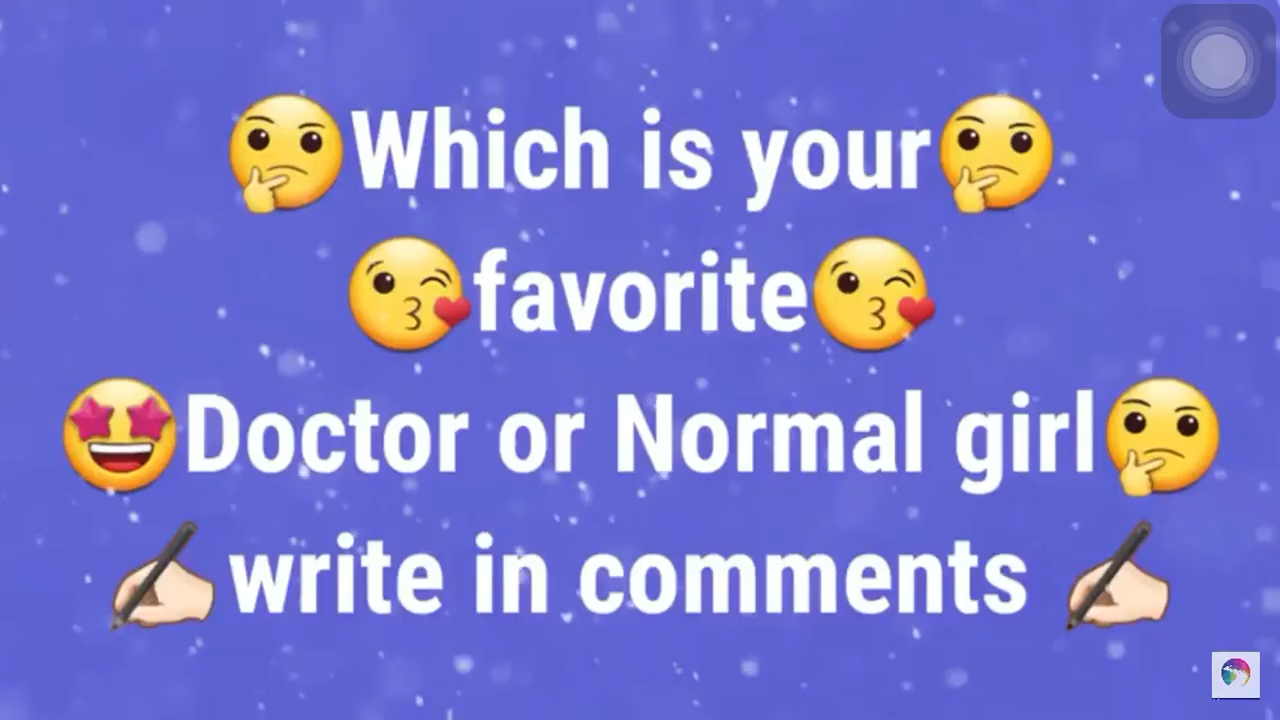 Which is your
favorite
Doctor or Normal girl
write in comments